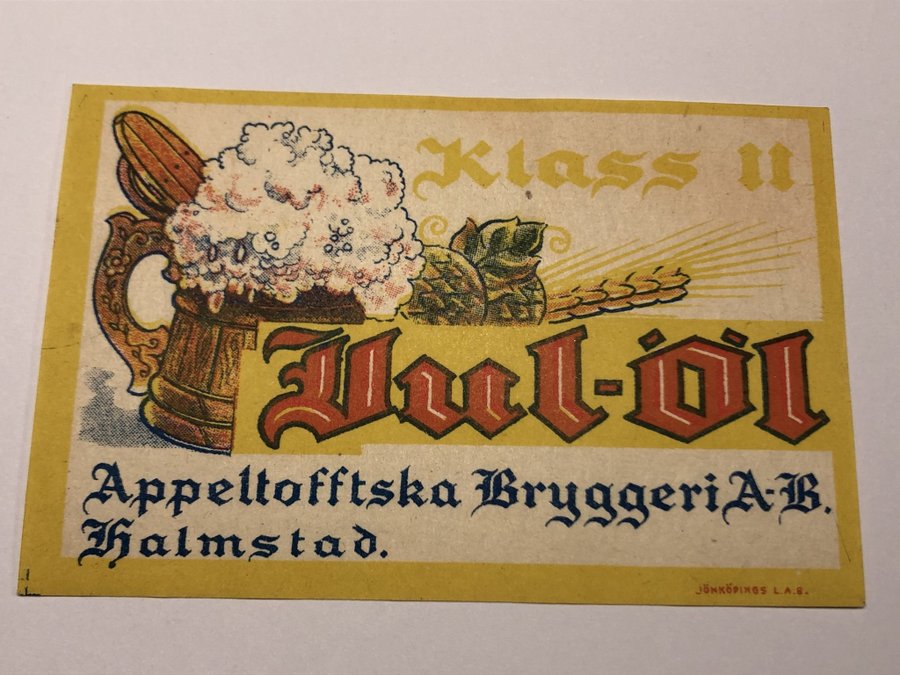 Klass II
Jul-Öl
Appeltofftska Bryggeri A-B.
Halmstad.
JÖNKÖPINGS L.A.B.